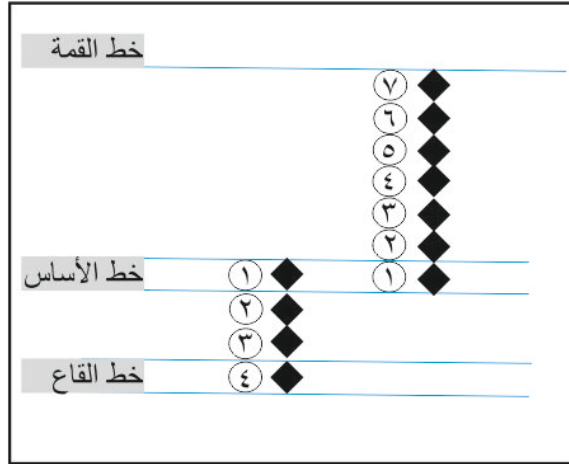 خط القمة
٧
٦
٥
٤
٣
٢
خط الأساس ١ ١
٢
٣
خط القاع ٤